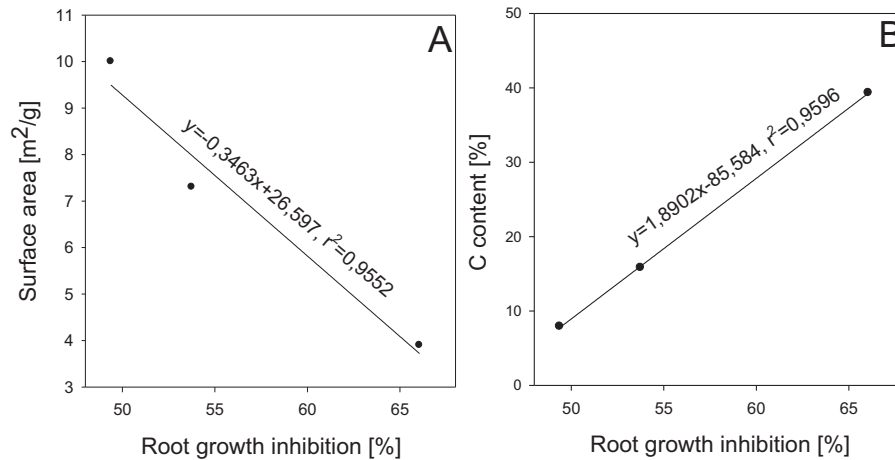 A
11
10
9
8
7
6
5
4
3
Surface area [m²/g]
y=-0,3463x+26,597, r²=0,9552
50 55 60 65
Root growth inhibition [%]
B
50
40
30
20
10
0
C content [%]
y=1,8902x-85,584, r²=0,9596
50 55 60 65
Root growth inhibition [%]